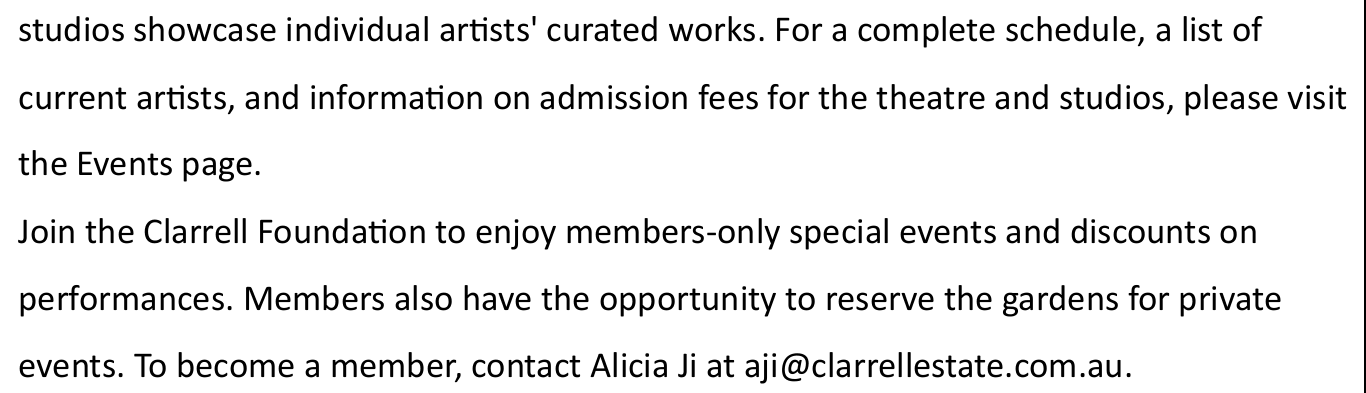 studios showcase individual artists' curated works. For a complete schedule, a list of
current artists, and information on admission fees for the theatre and studios, please visit
the Events page.
Join the Clarrell Foundation to enjoy members-only special events and discounts on
performances. Members also have the opportunity to reserve the gardens for private
events. To become a member, contact Alicia Ji at aji@clarrellestate.com.au.